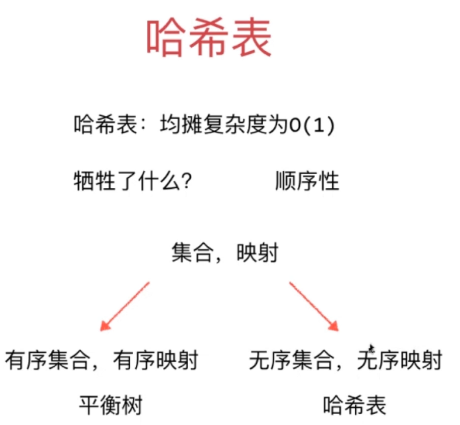 哈希表
哈希表：均摊复杂度为O(1)
牺牲了什么？ 顺序性
集合，映射
有序集合，有序映射 无序集合，无序映射
平衡树 哈希表